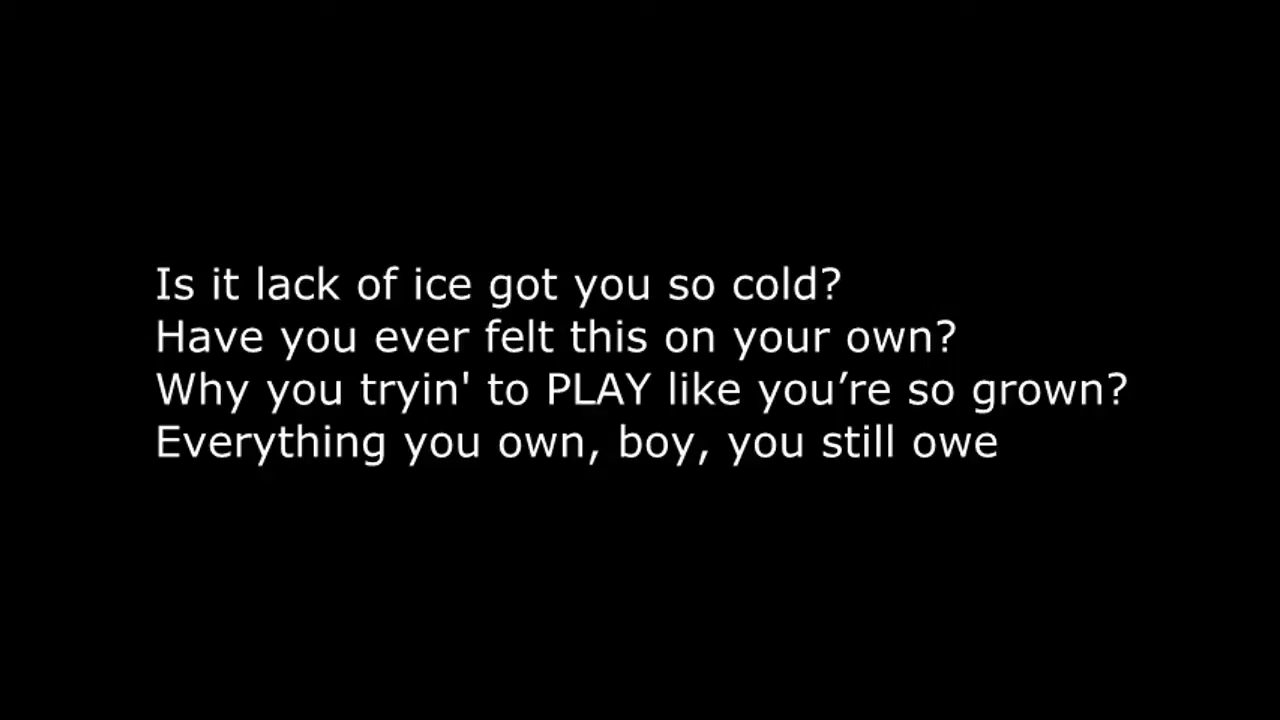 Is it lack of ice got you so cold?
Have you ever felt this on your own?
Why you tryin' to PLAY like you’re so grown?
Everything you own, boy, you still owe